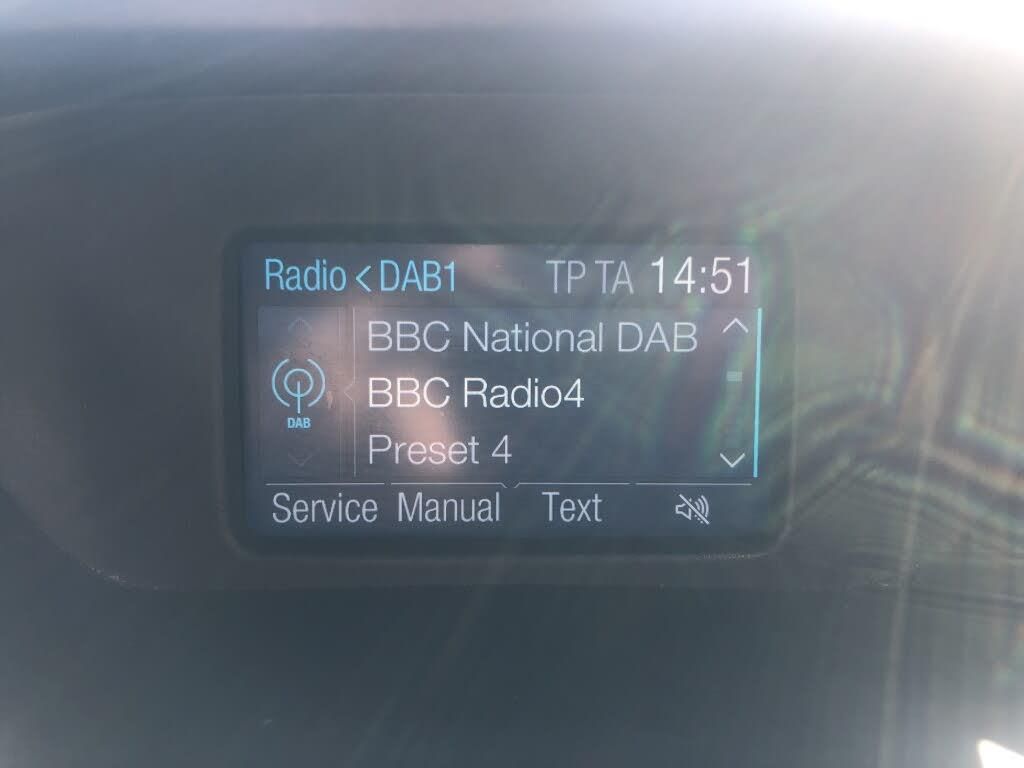 Radio < DAB1 TP TA 14:51
BBC National DAB
BBC Radio4
DAB
Preset 4
Service Manual Text